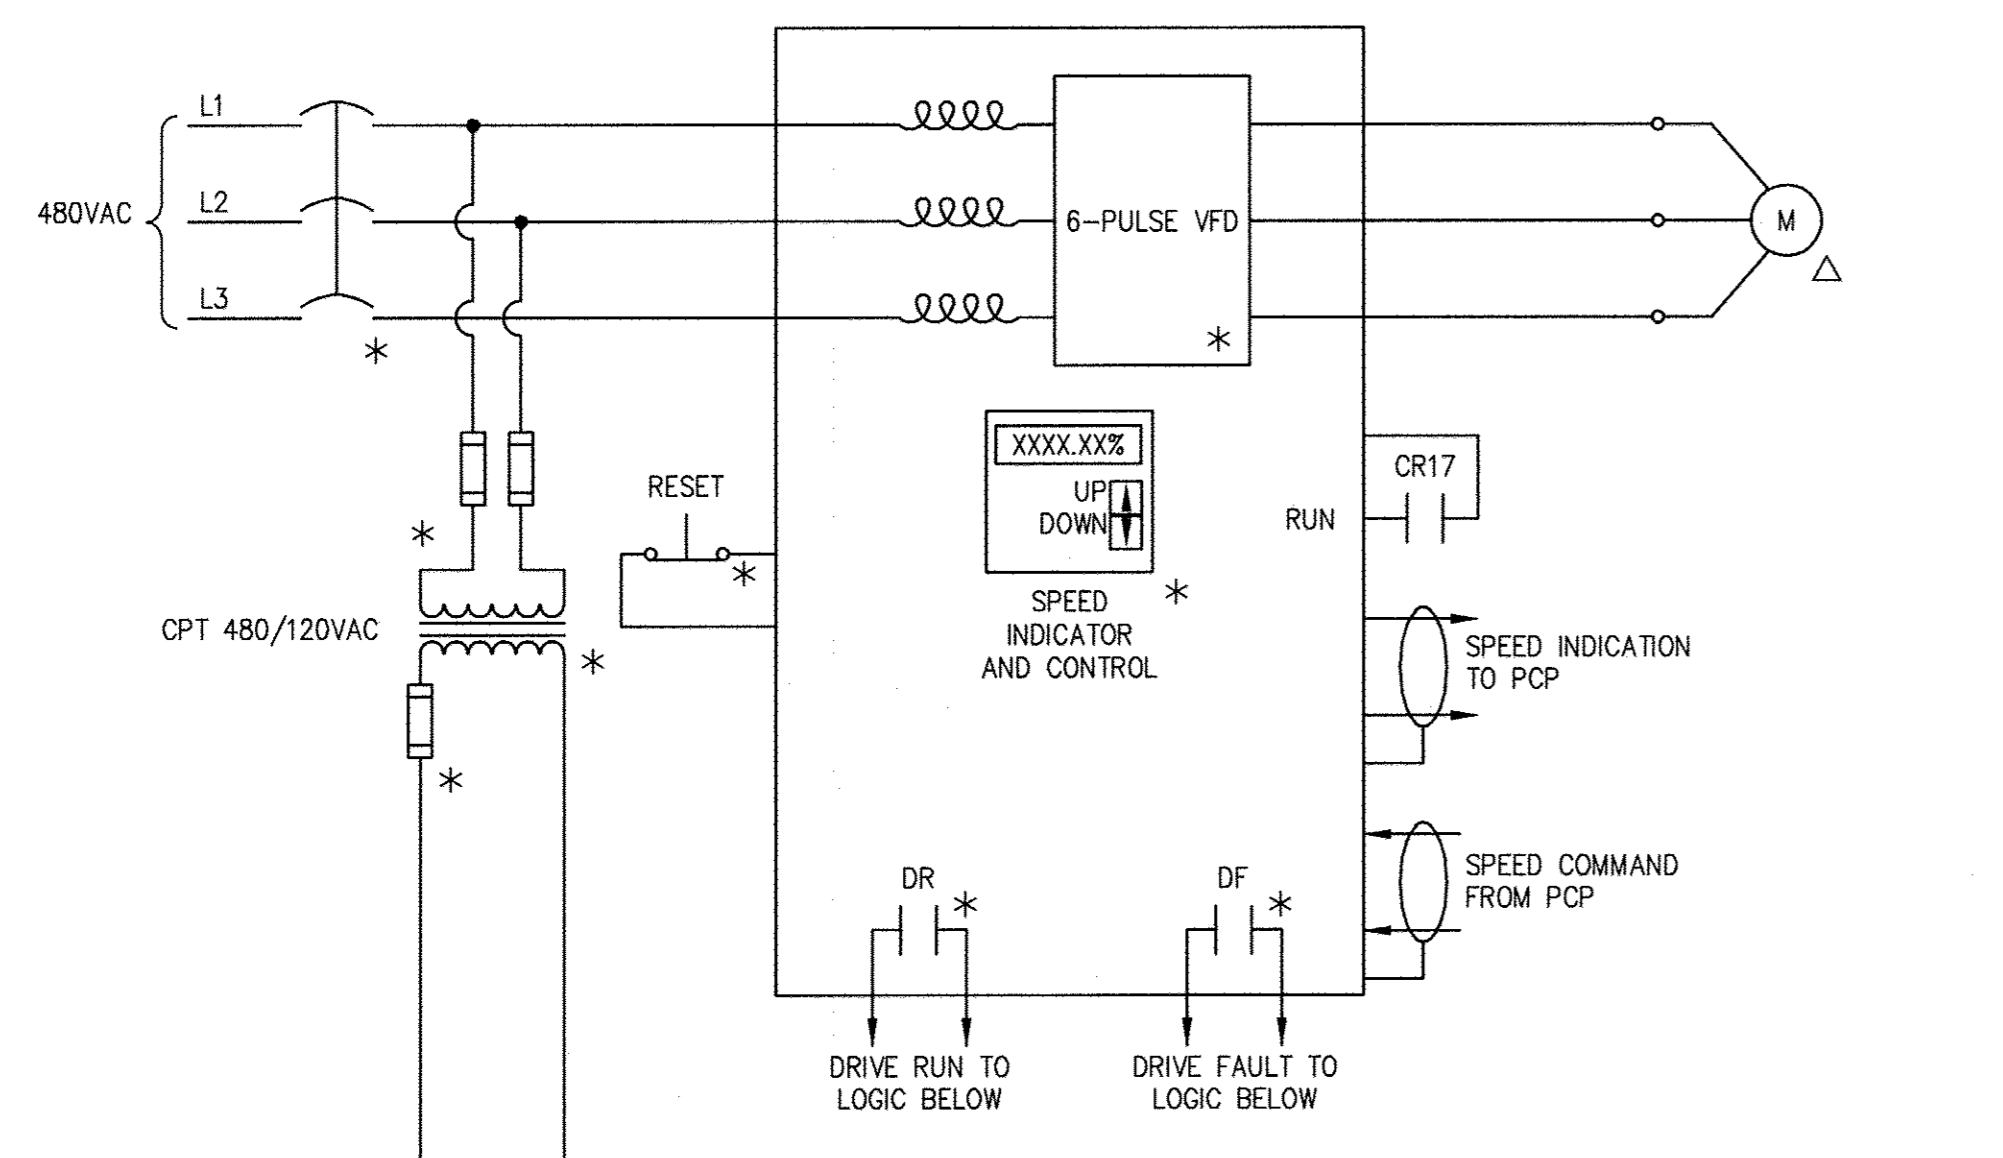 L1
L2
480VAC
L3
6-PULSE VFD
M
*
*
XXXX.XX%
UP
DOWN
CR17
RUN
RESET
*
*
*
SPEED
INDICATOR
AND CONTROL
CPT 480/120VAC
*
SPEED INDICATION
TO PCP
*
SPEED COMMAND
FROM PCP
DR
*
DF
*
DRIVE RUN TO
LOGIC BELOW
DRIVE FAULT TO
LOGIC BELOW